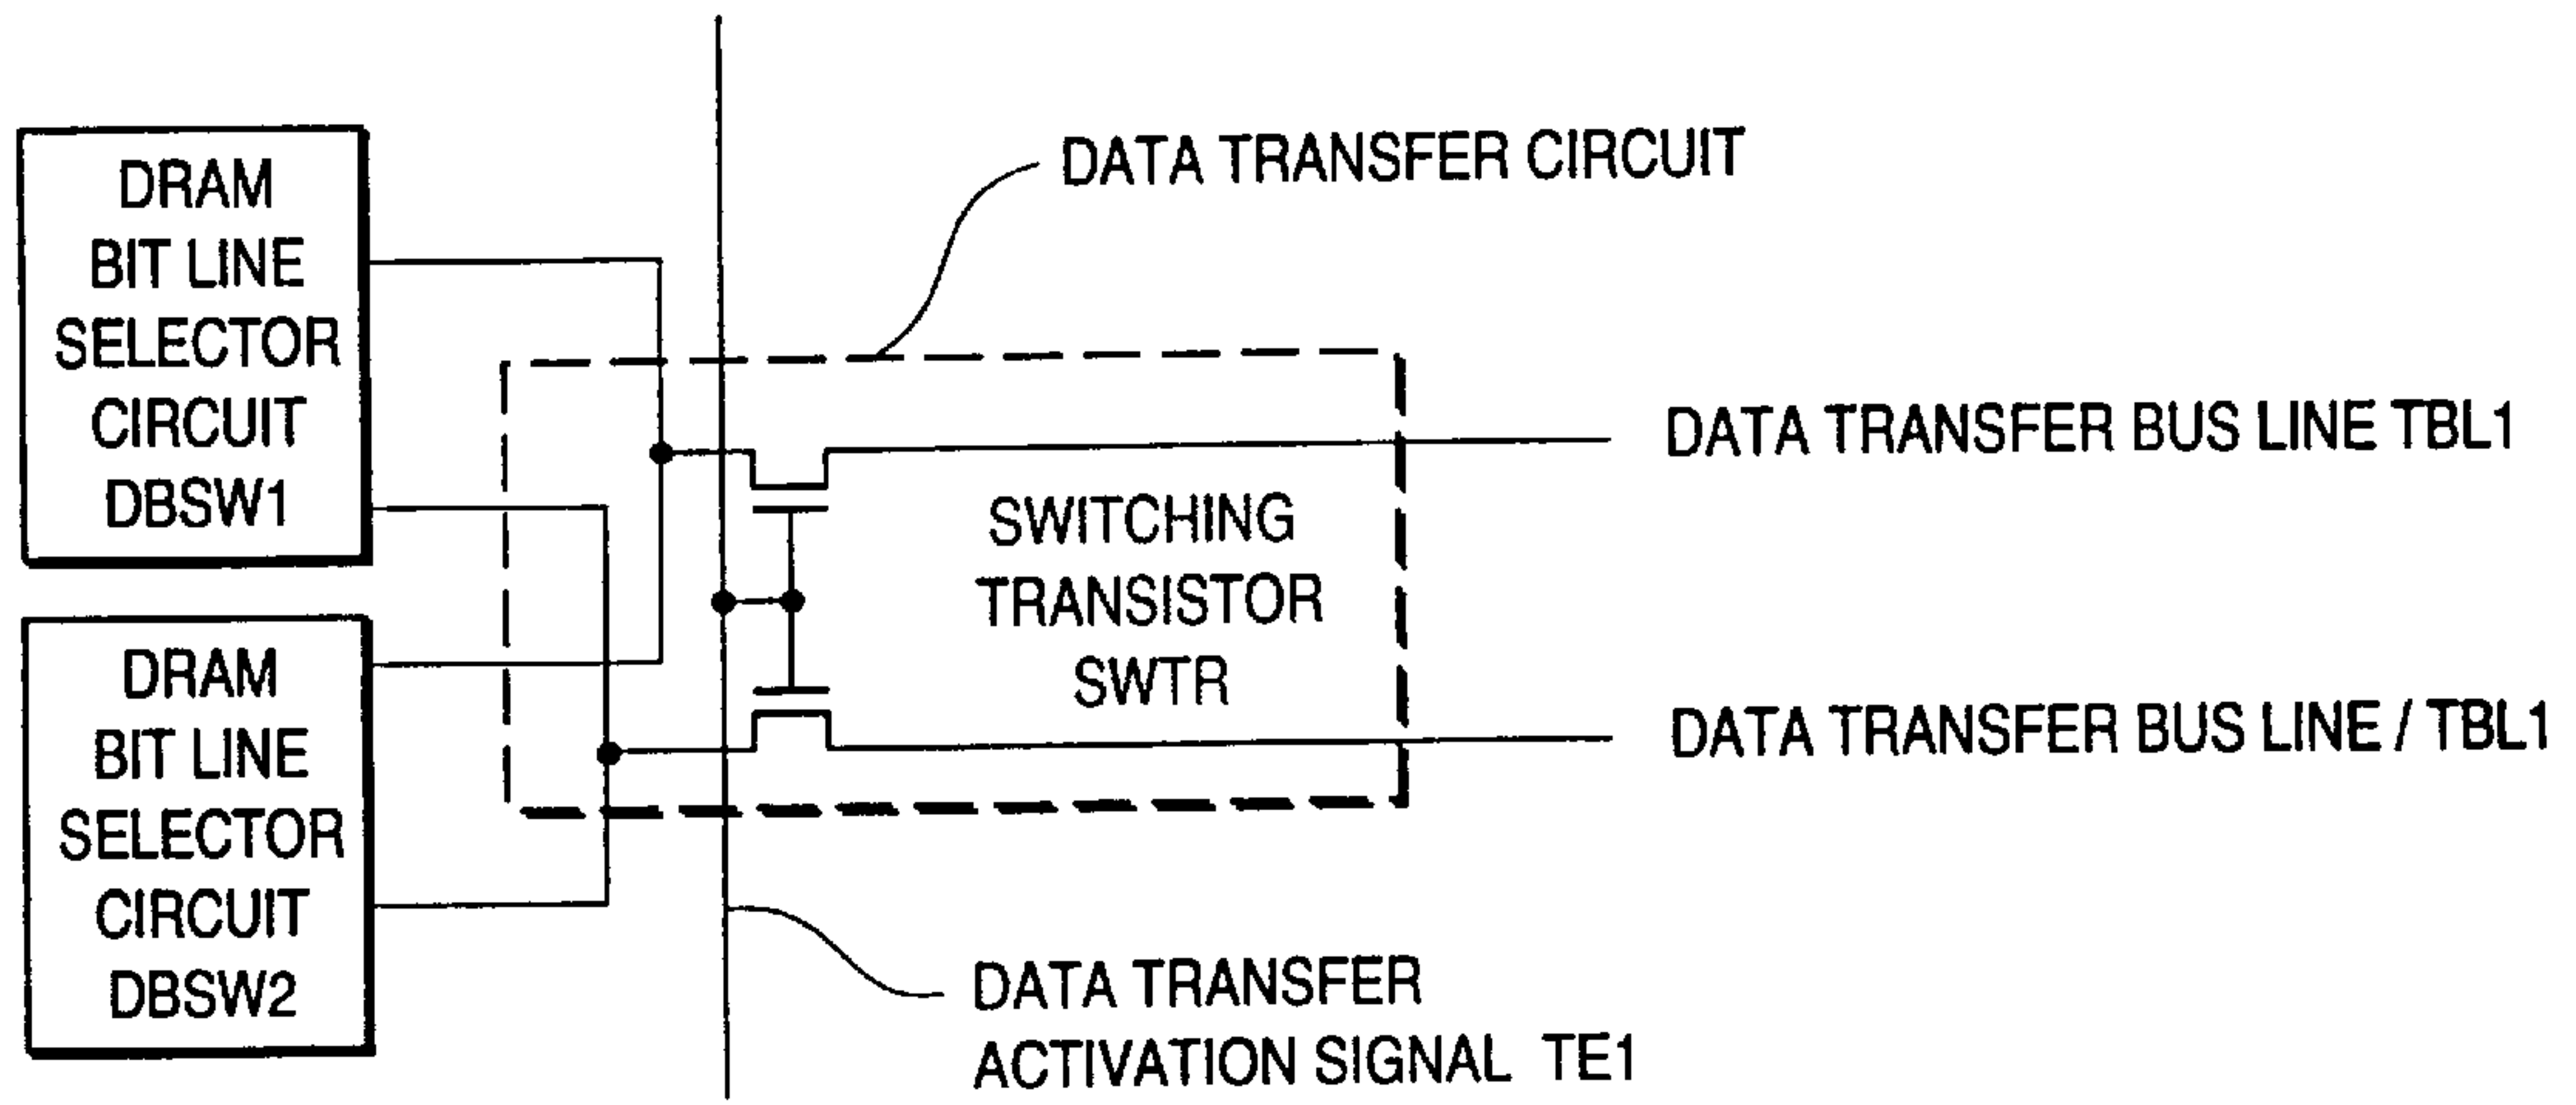 DRAM
BIT LINE
SELECTOR
CIRCUIT
DBSW1
DRAM
BIT LINE
SELECTOR
CIRCUIT
DBSW2
DATA TRANSFER CIRCUIT
SWITCHING
TRANSISTOR
SWTR
DATA TRANSFER BUS LINE TBL1
DATA TRANSFER BUS LINE / TBL1
DATA TRANSFER
ACTIVATION SIGNAL TE1